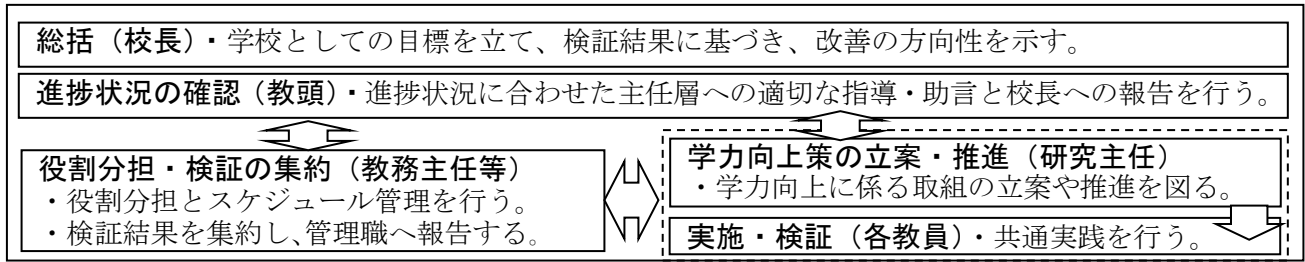 総括（校長）・学校としての目標を立て、検証結果に基づき、改善の方向性を示す。
進捗状況の確認（教頭）・進捗状況に合わせた主任層への適切な指導・助言と校長への報告を行う。
役割分担・検証の集約（教務主任等）
・役割分担とスケジュール管理を行う。
・検証結果を集約し、管理職へ報告する。
学力向上策の立案・推進（研究主任）
・学力向上に係る取組の立案や推進を図る。
実施・検証（各教員）・共通実践を行う。